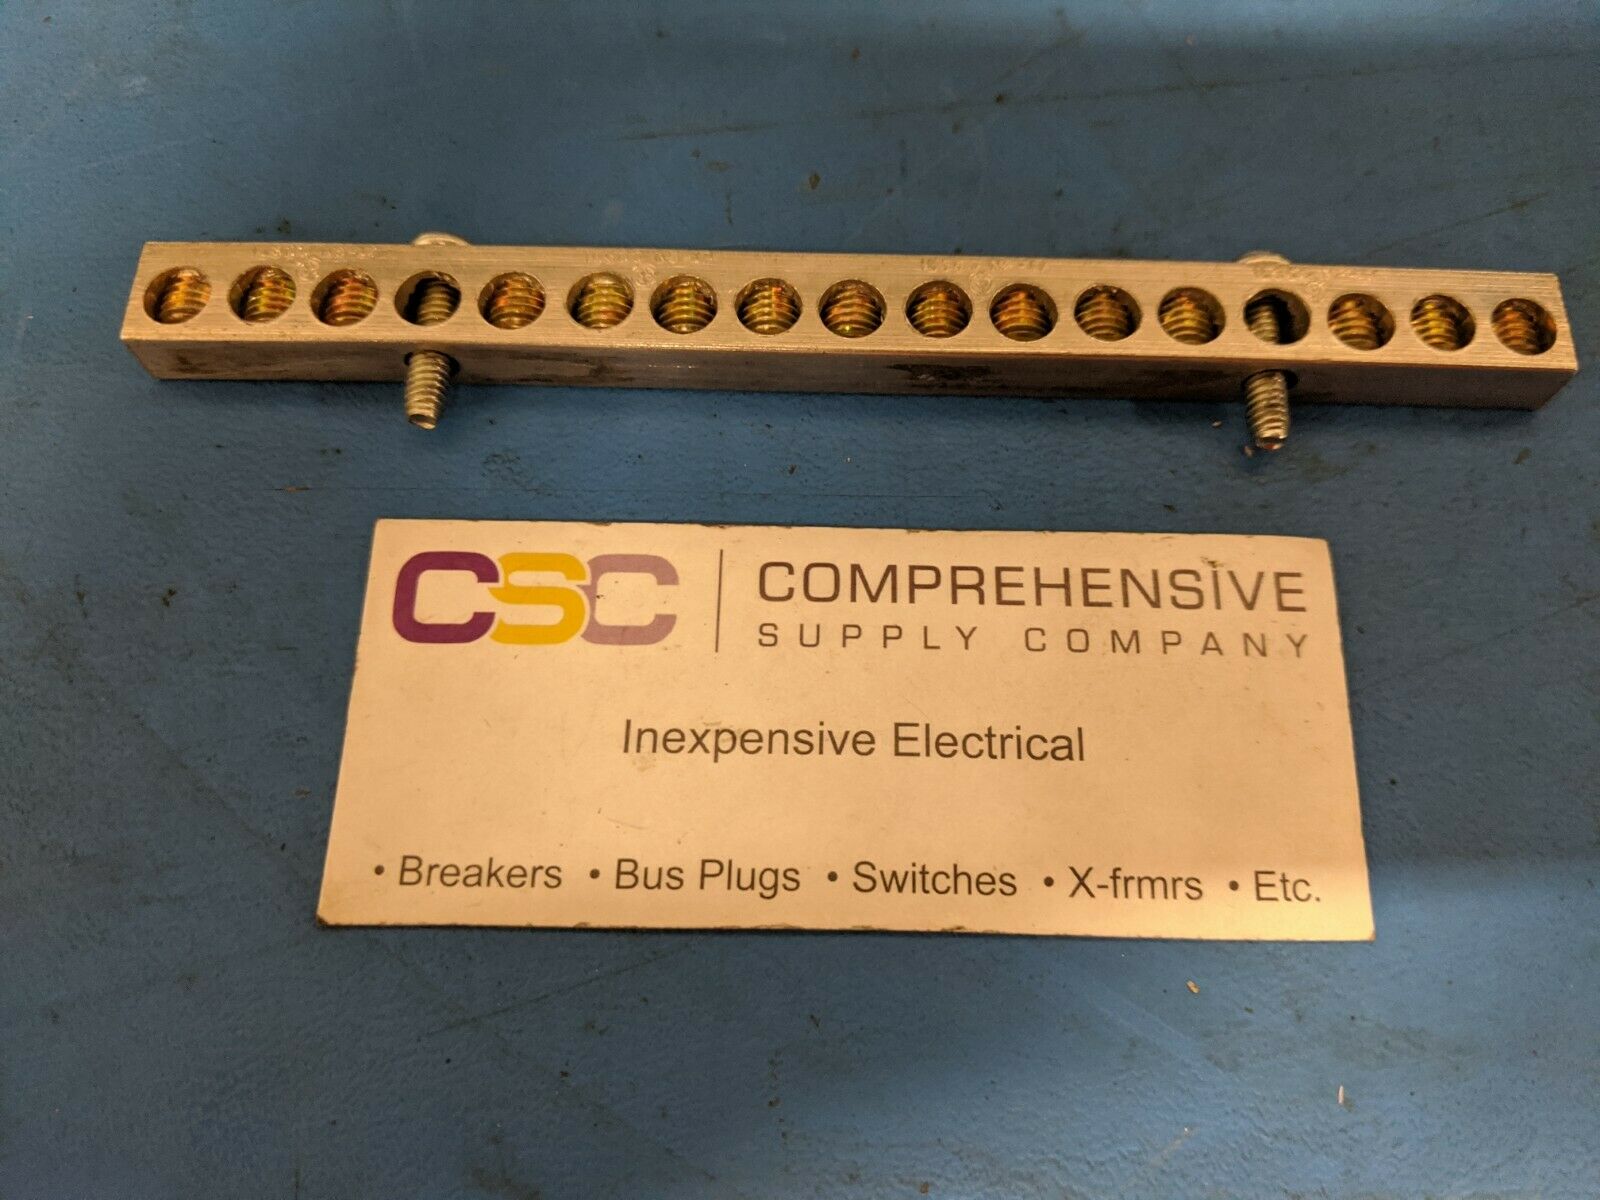 CSC
COMPREHENSIVE
SUPPLY COMPANY
Inexpensive Electrical
• Breakers • Bus Plugs • Switches • X-frmrs • Etc.